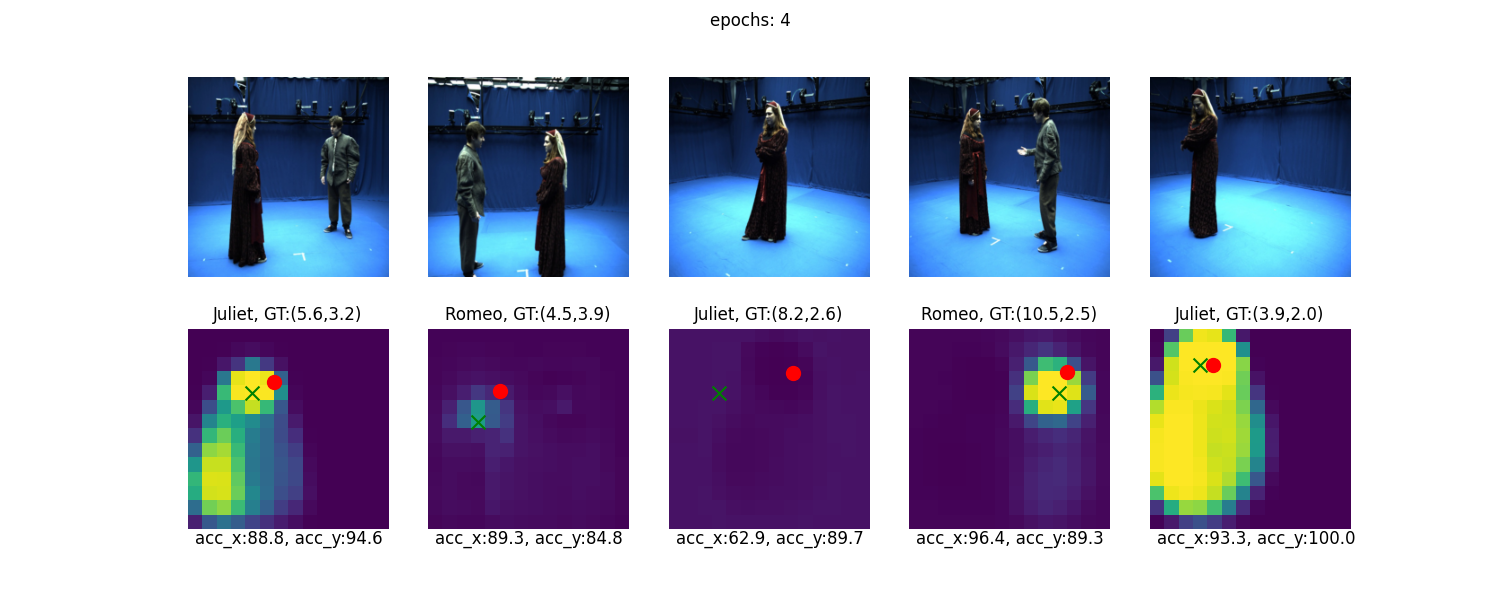 epochs: 4
Juliet, GT:(5.6,3.2)
Romeo, GT:(4.5,3.9)
Juliet, GT:(8.2,2.6)
Romeo, GT:(10.5,2.5)
Juliet, GT:(3.9,2.0)
acc_x:88.8, acc_y:94.6
acc_x:89.3, acc_y:84.8
acc_x:62.9, acc_y:89.7
acc_x:96.4, acc_y:89.3
acc_x:93.3, acc_y:100.0